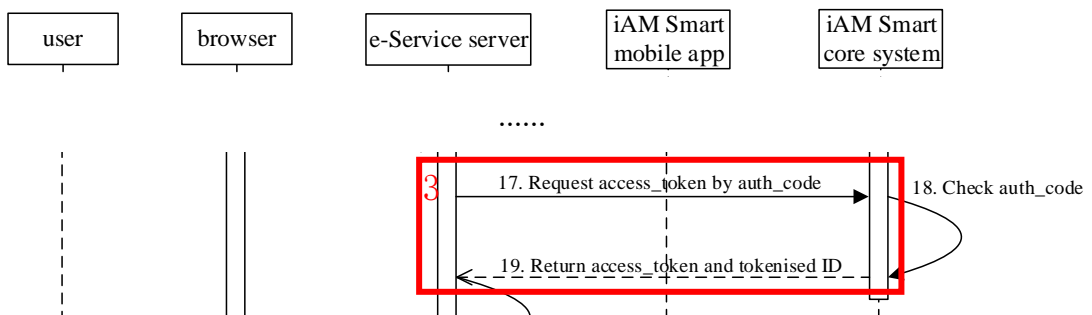 user
browser
e-Service server
iAM Smart
mobile app
iAM Smart
core system
......
3
17. Request access_token by auth_code
18. Check auth_code
19. Return access_token and tokenised ID